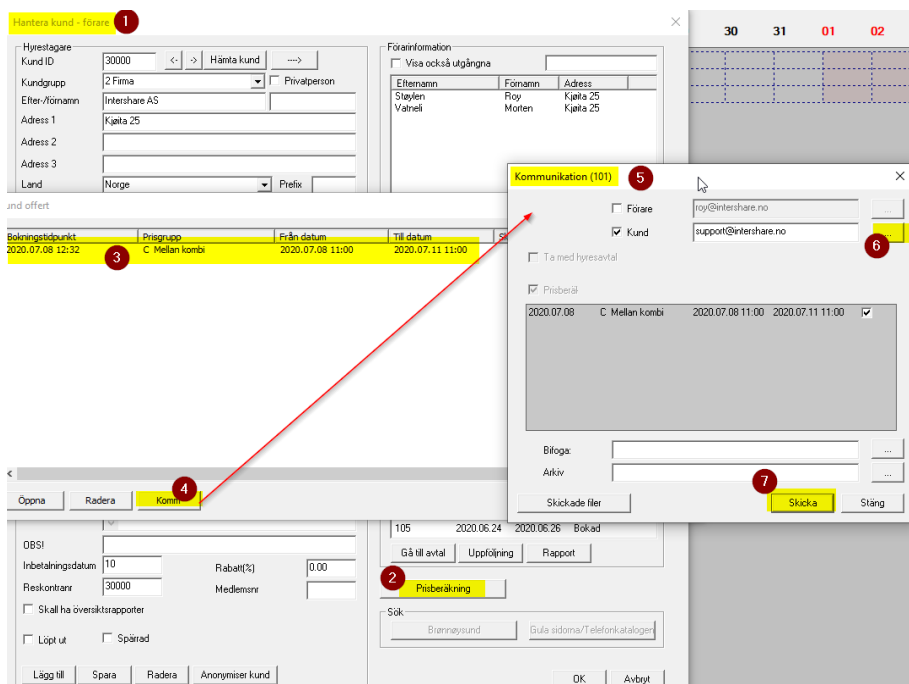 Hantera kund - förare 1
30 31 01 02
Hyrestagare
Kund ID 30000 <- -> Hämta kund ---->
Kundgrupp 2 Firma Privatperson
Efter-/förnamn Intershare AS
Adress 1 Kjøita 25
Adress 2
Adress 3
Land Norge Prefix
Förarinformation
Visa också utgångna
Efternamn Förnamn Adress
Støylen Roy Kjøita 25
Vatneli Morten Kjøita 25
und offert
Bokningstidpunkt Prisgrupp Från datum Till datum
2020.07.08 12:32 3 C Mellan kombi 2020.07.08 11:00 2020.07.11 11:00
Öppna Radera Komm 4
Kommunikation (101) 5
Förare roy@intershare.no ...
Kund support@intershare.no ... 6
Ta med hyresavtal
Prisberäl
2020.07.08 C Mellan kombi 2020.07.08 11:00 2020.07.11 11:00
Bifoga: ...
Arkiv ...
7
Skickade filer Skicka Stäng
OBS!
Inbetalningsdatum 10 Rabatt(%) 0.00
Reskontranr 30000 Medlemsnr
Skall ha översiktsrapporter
Löpt ut Spärrad
Lägg till Spara Radera Anonymiser kund
105 2020.06.24 2020.06.26 Bokad
Gå till avtal Uppföljning Rapport
2 Prisberäkning
Sök
Brønnøysund Gula sidorna/Telefonkatalogen
OK Avbryt